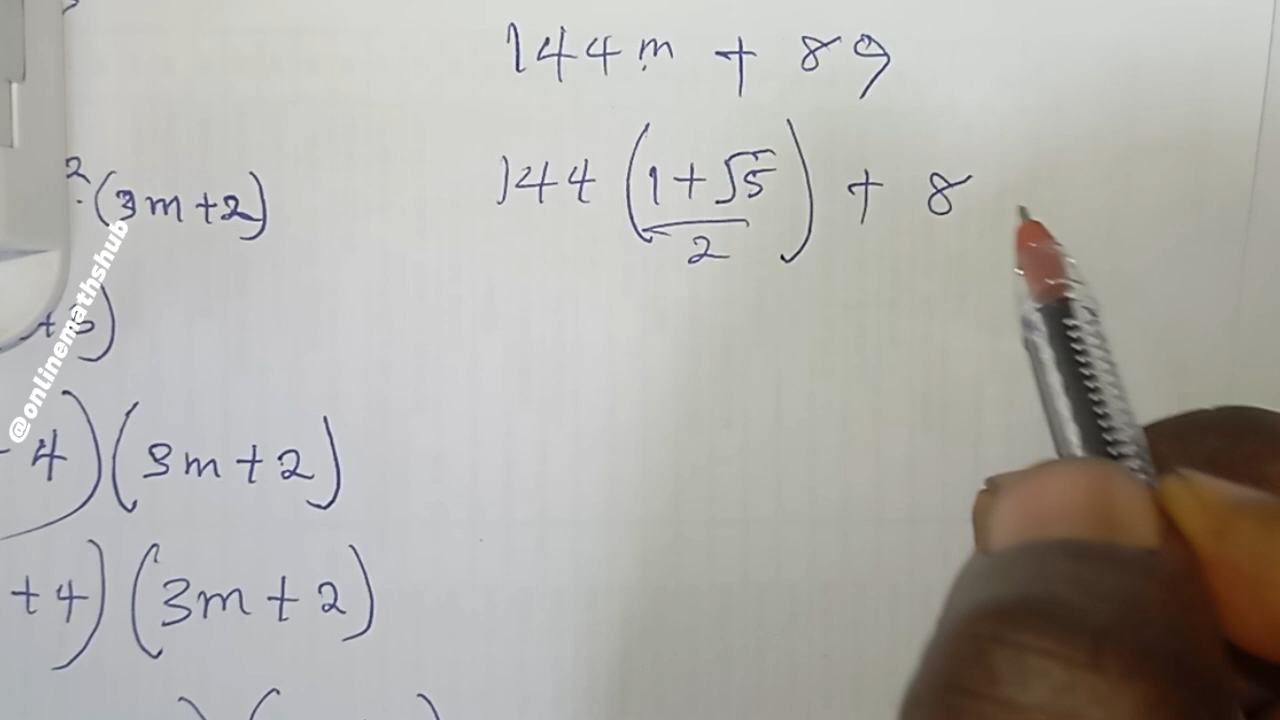 144m + 89
144 (1+√5/2) + 8
²(3m+2)
+3)
4)(3m+2)
+4)(3m+2)
@onlinemathshub